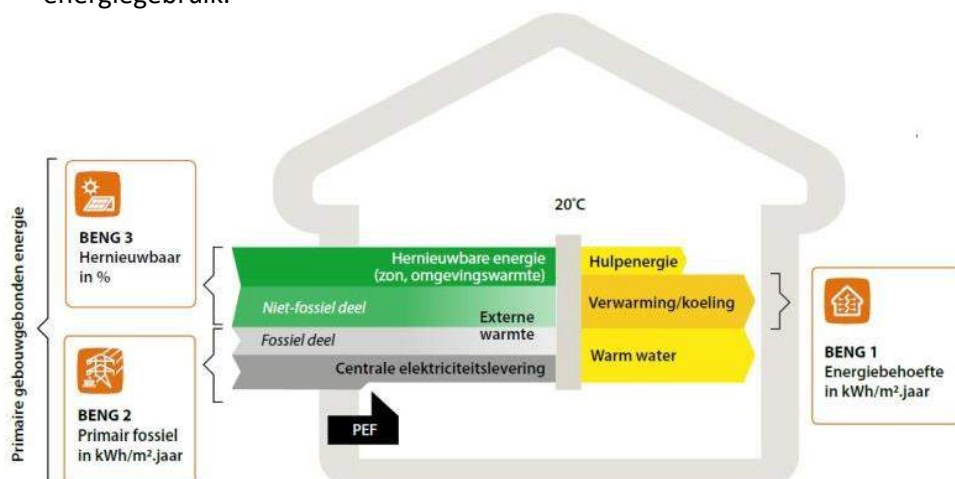 energiegebruik.
Primaire gebouwgebonden energie
BENG 3
Hernieuwbaar
in %
BENG 2
Primair fossiel
in kWh/m².jaar
20°C
Hernieuwbare energie
(zon, omgevingswarmte)
Niet-fossiel deel
Externe
warmte
Fossiel deel
Centrale elektriciteitslevering
PEF
Hulpenergie
Verwarming/koeling
Warm water
BENG 1
Energiebehoefte
in kWh/m².jaar